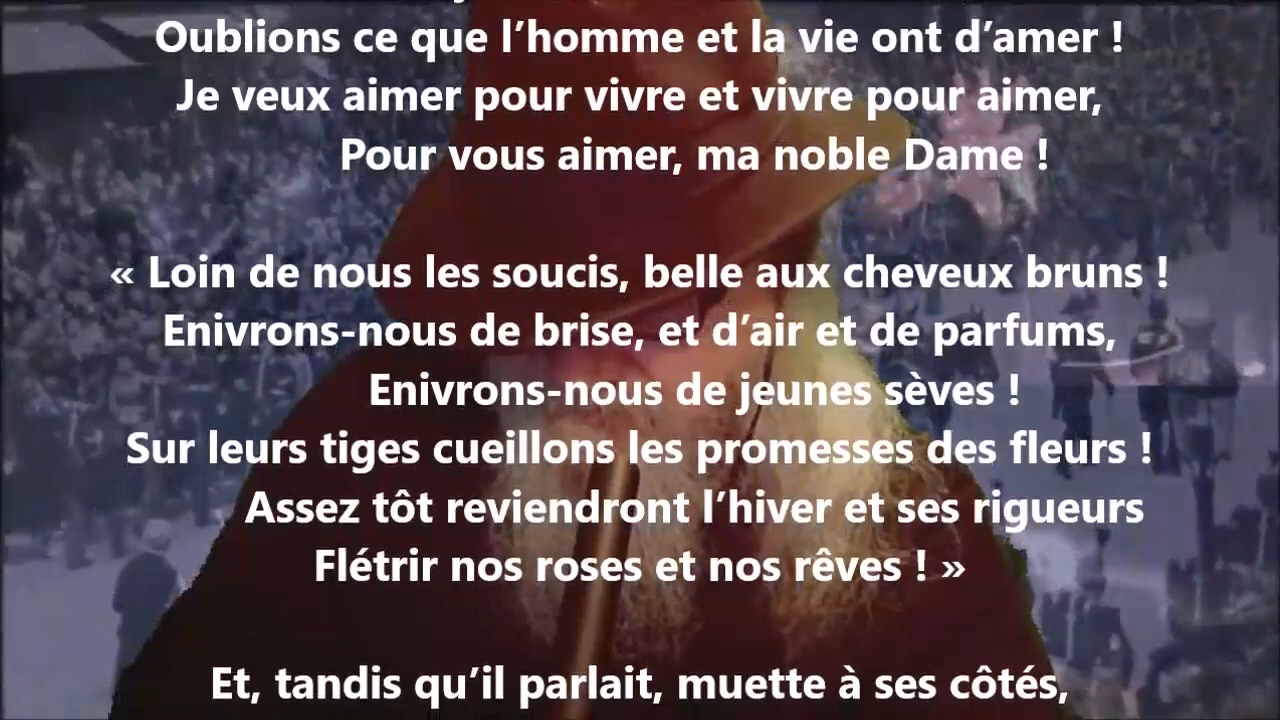 Oublions ce que l’homme et la vie ont d’amer !
Je veux aimer pour vivre et vivre pour aimer,
Pour vous aimer, ma noble Dame !
« Loin de nous les soucis, belle aux cheveux bruns !
Enivrons-nous de brise, et d’air et de parfums,
Enivrons-nous de jeunes sèves !
Sur leurs tiges cueillons les promesses des fleurs !
Assez tôt reviendront l’hiver et ses rigueurs
Flétrir nos roses et nos rêves ! »
Et, tandis qu’il parlait, muette à ses côtés,